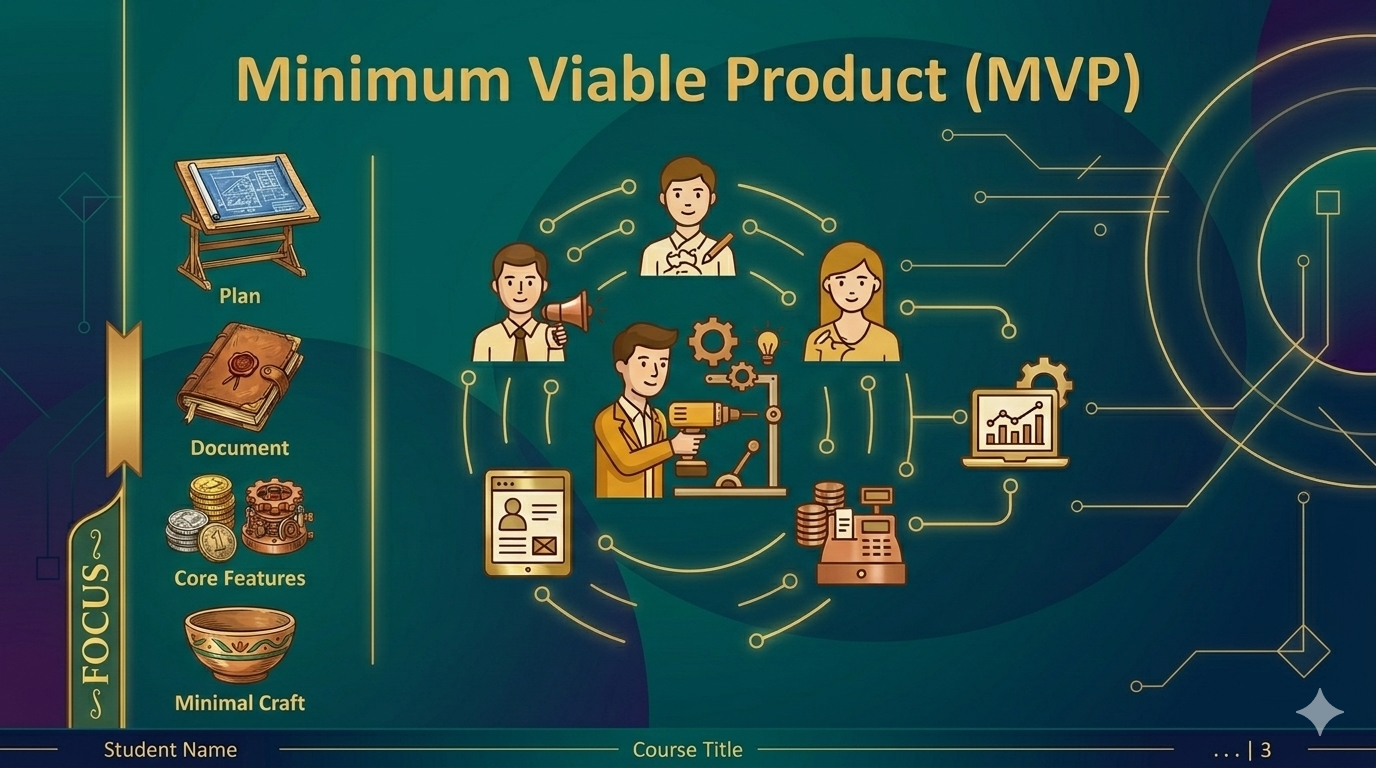 Minimum Viable Product (MVP)
Plan
Document
Core Features
Minimal Craft
FOCUS
Student Name
Course Title
...| 3